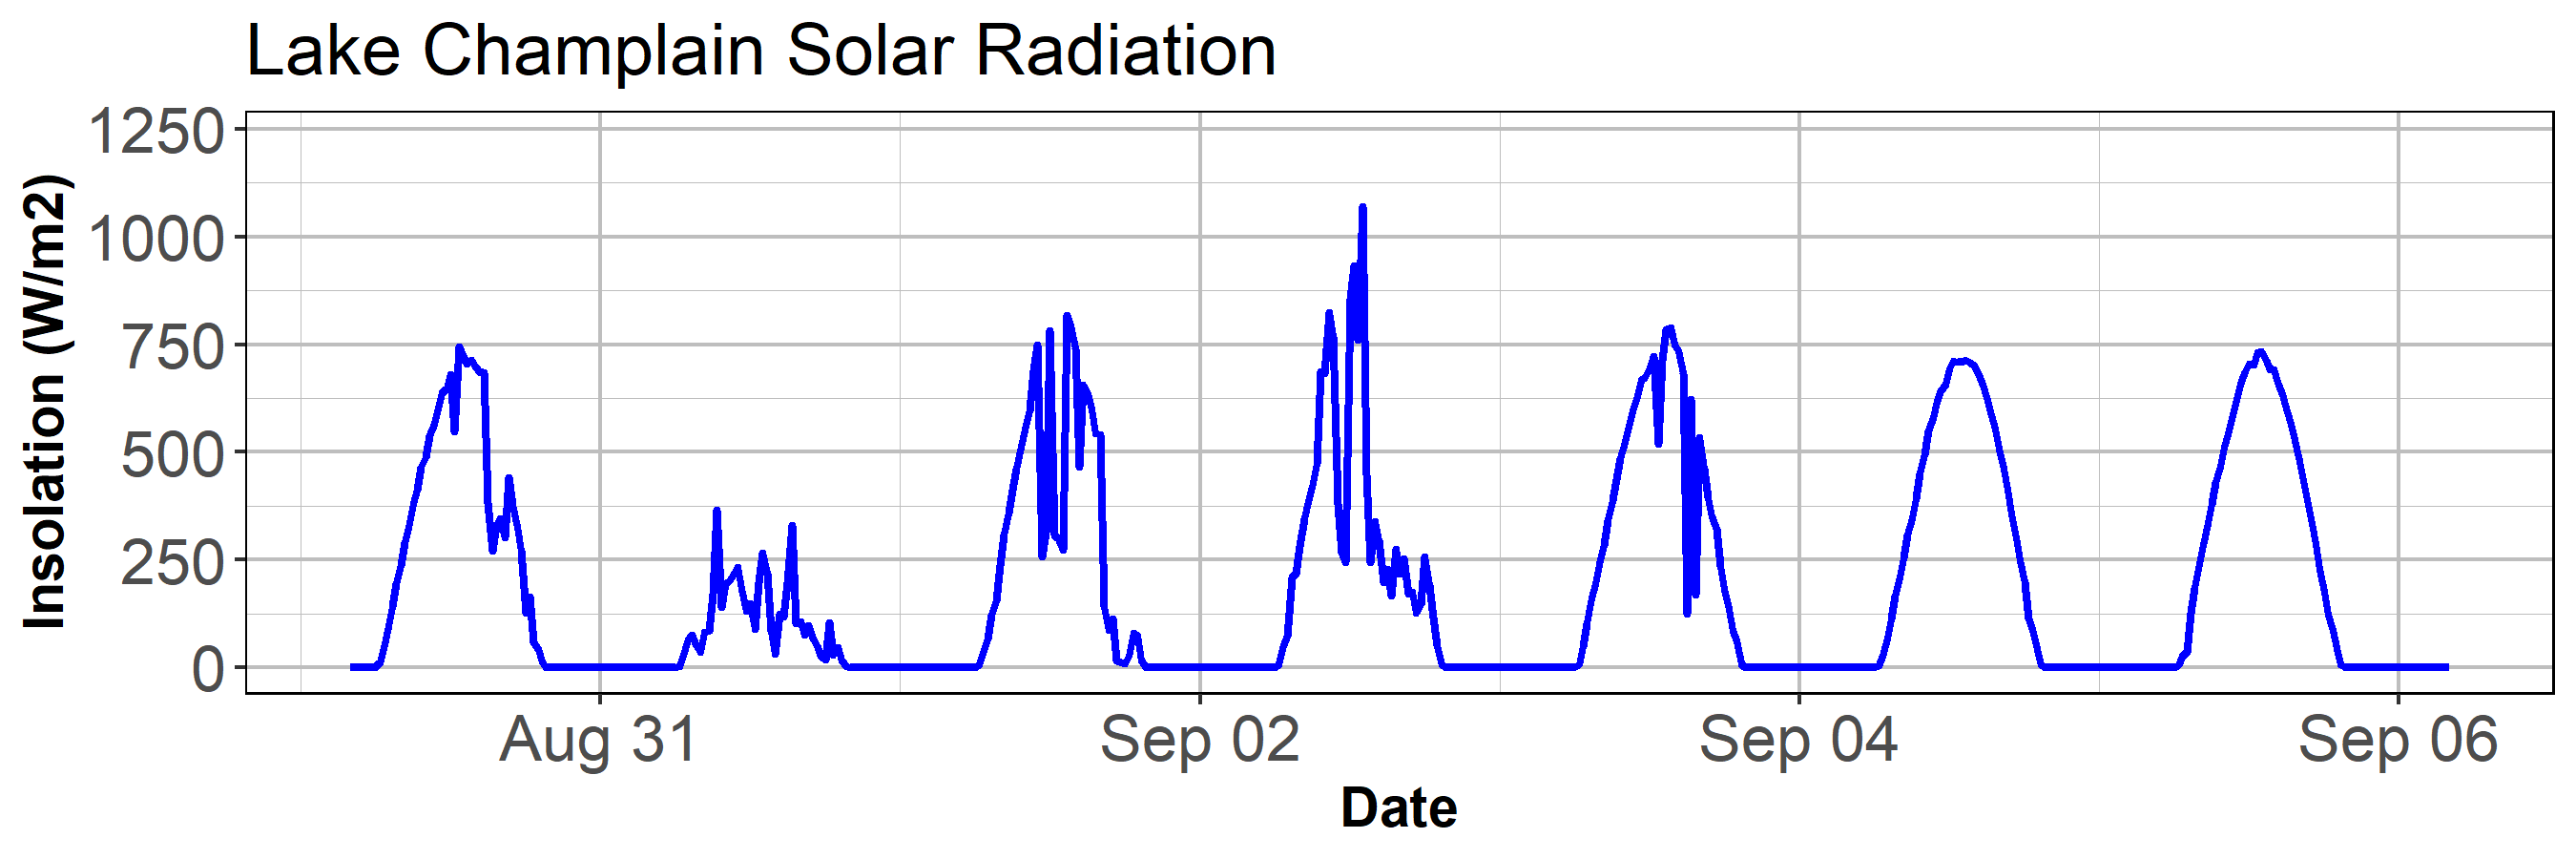 Lake Champlain Solar Radiation
1250
1000
750
500
250
0
Insolation (W/m2)
Aug 31
Sep 02
Sep 04
Sep 06
Date